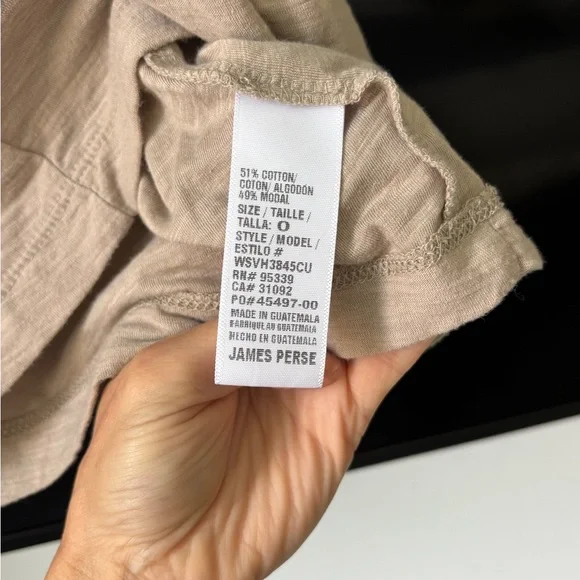 51% COTTON/
COTON/ ALGODÓN
49% MODAL
SIZE / TAILLE /
TALLA: 0
STYLE / MODEL /
ESTILO #
WSVH3845CU
RN# 95339
CA# 31092
PO#45497-00
MADE IN GUATEMALA
FABRIQUE AU GUATEMALA
HECHO EN GUATEMALA
JAMES PERSE